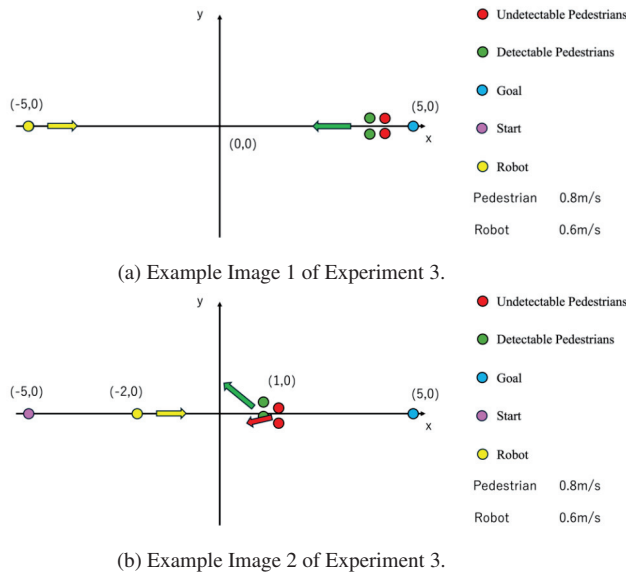 y
Undetectable Pedestrians
Detectable Pedestrians
Goal
Start
Robot
(-5,0)
(5,0)
(0,0)
x
Pedestrian 0.8m/s
Robot 0.6m/s
(a) Example Image 1 of Experiment 3.
y
Undetectable Pedestrians
Detectable Pedestrians
Goal
Start
Robot
(-5,0)
(-2,0)
(1,0)
(5,0)
x
Pedestrian 0.8m/s
Robot 0.6m/s
(b) Example Image 2 of Experiment 3.